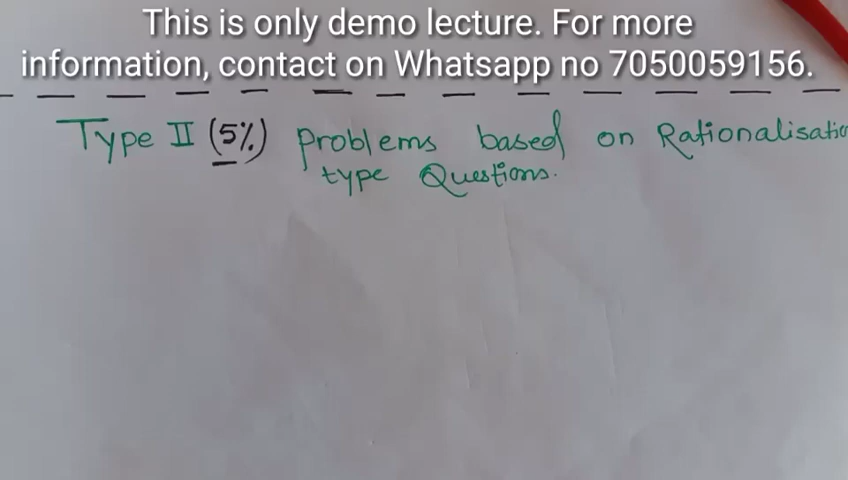 This is only demo lecture. For more
information, contact on Whatsapp no 7050059156.
Type II (5%) problems based on Rationalisatio
type Questions.